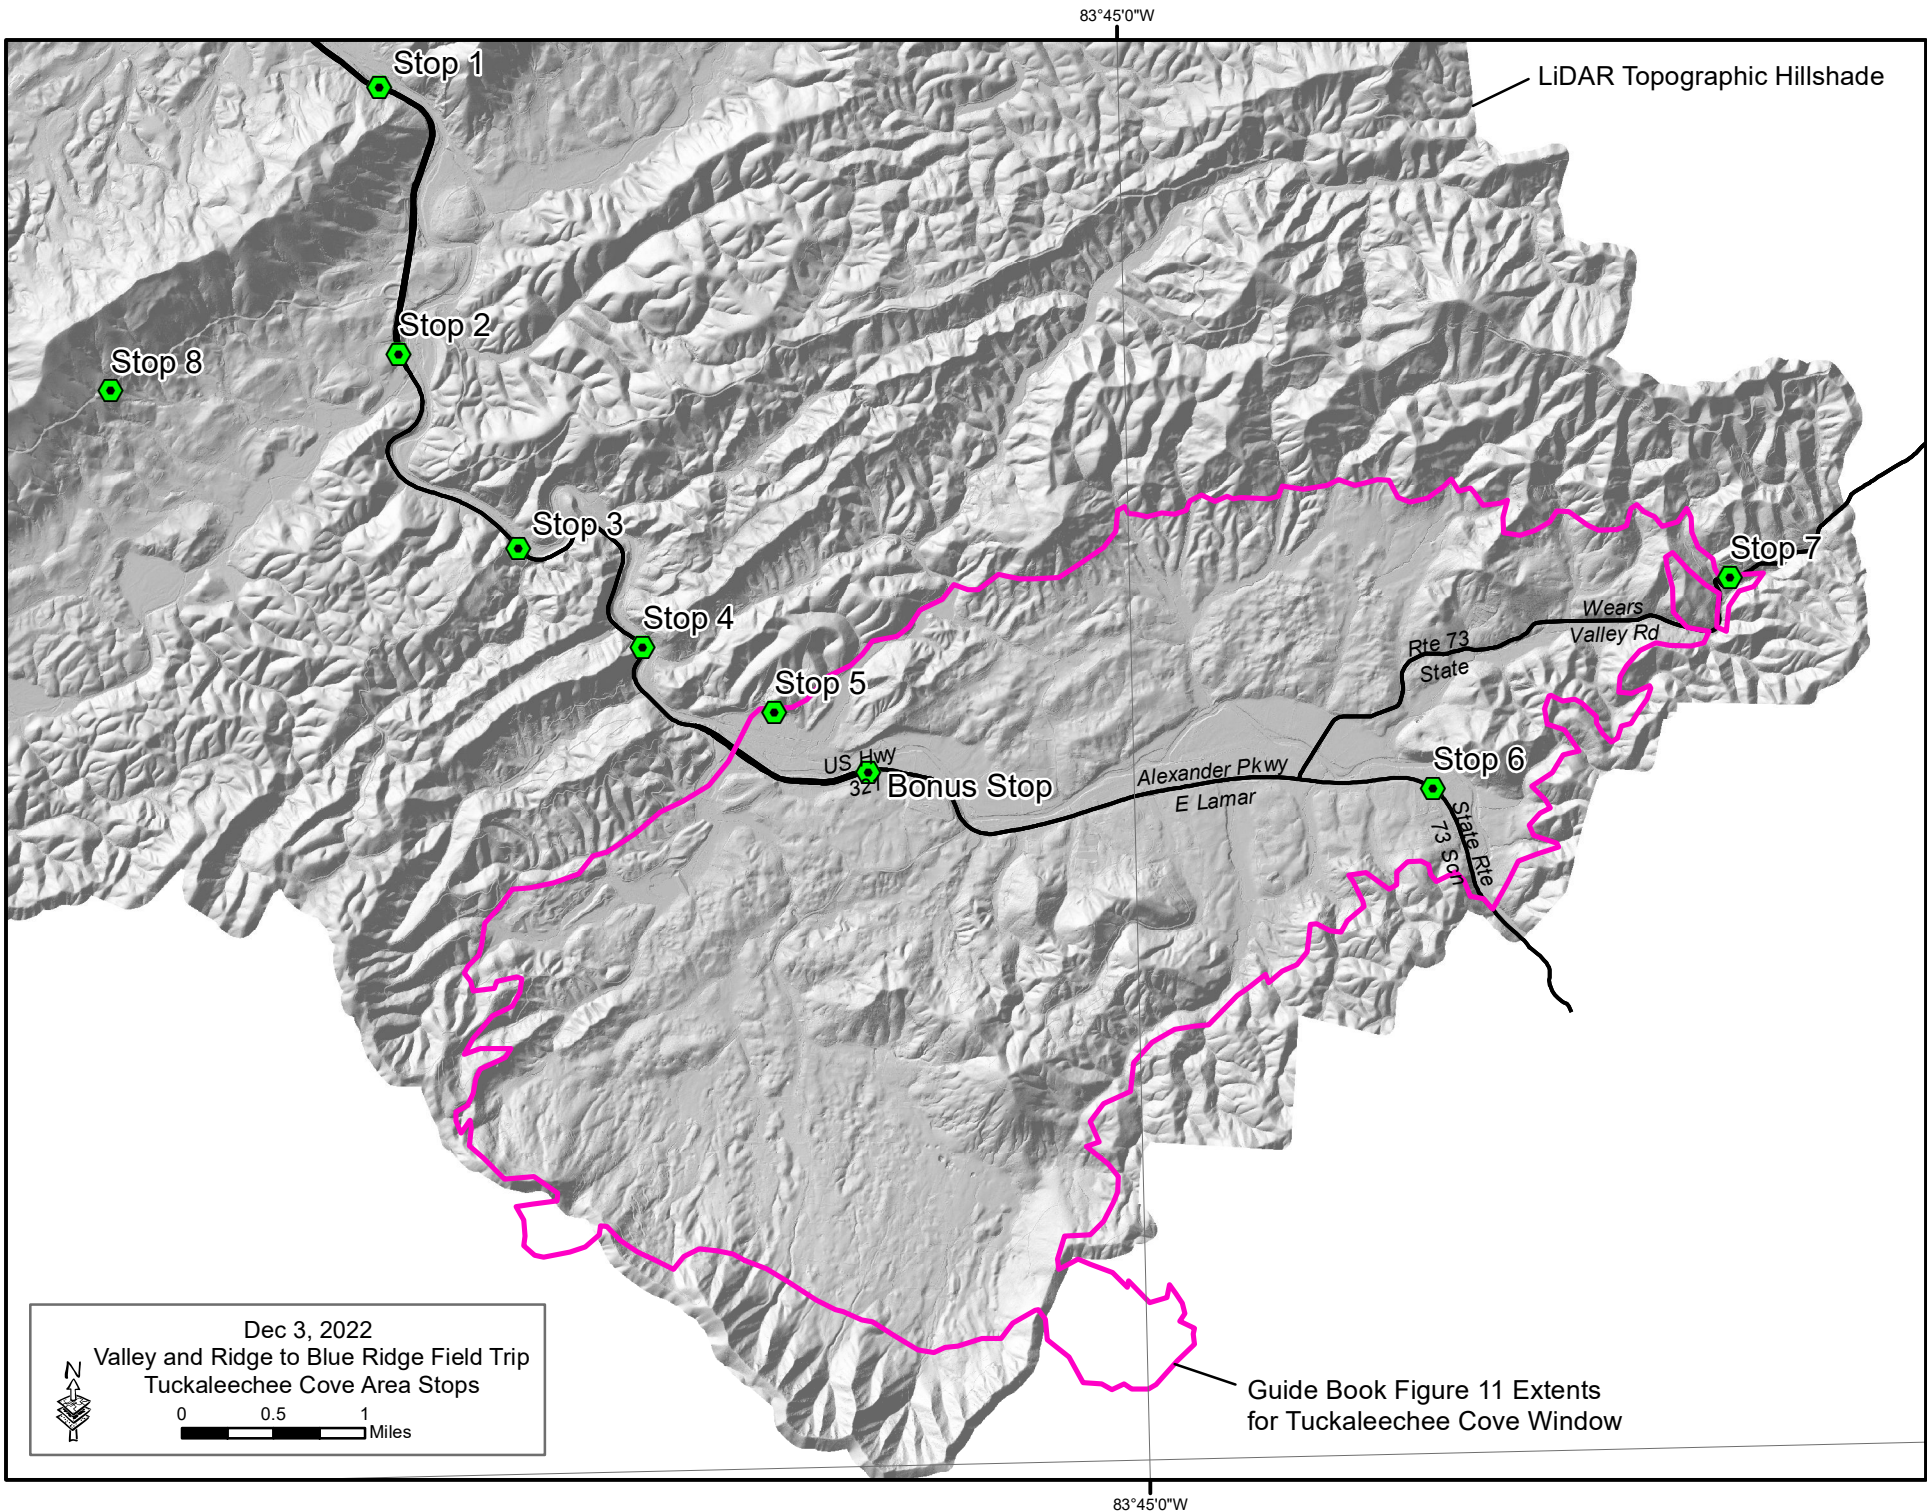 83°45'0"W
Stop 1
LiDAR Topographic Hillshade
Stop 2
Stop 8
Stop 3
Stop 7
Wears
Valley Rd
Stop 4
Rte 73
State
Stop 5
US Hwy
321
Bonus Stop
Alexander Pkwy
E Lamar
Stop 6
State Rte
73 Scn
Dec 3, 2022
Valley and Ridge to Blue Ridge Field Trip
Tuckaleechee Cove Area Stops
N
0 0.5 1
Miles
Guide Book Figure 11 Extents
for Tuckaleechee Cove Window
83°45'0"W